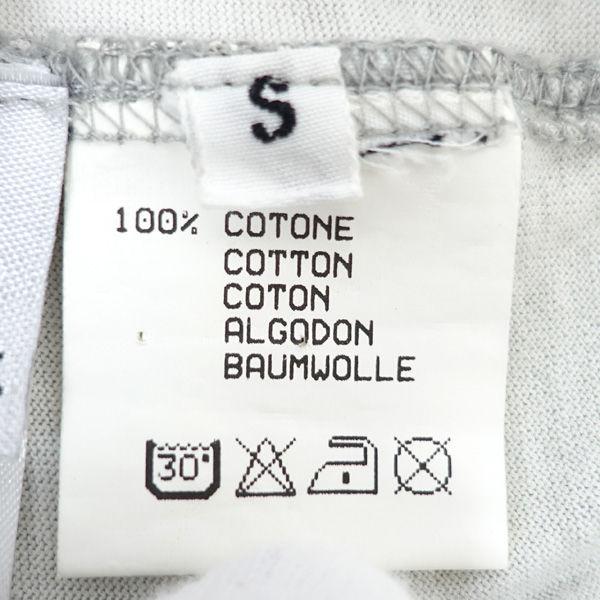 S
100% COTONE
COTTON
COTON
ALGODON
BAUMWOLLE
30°